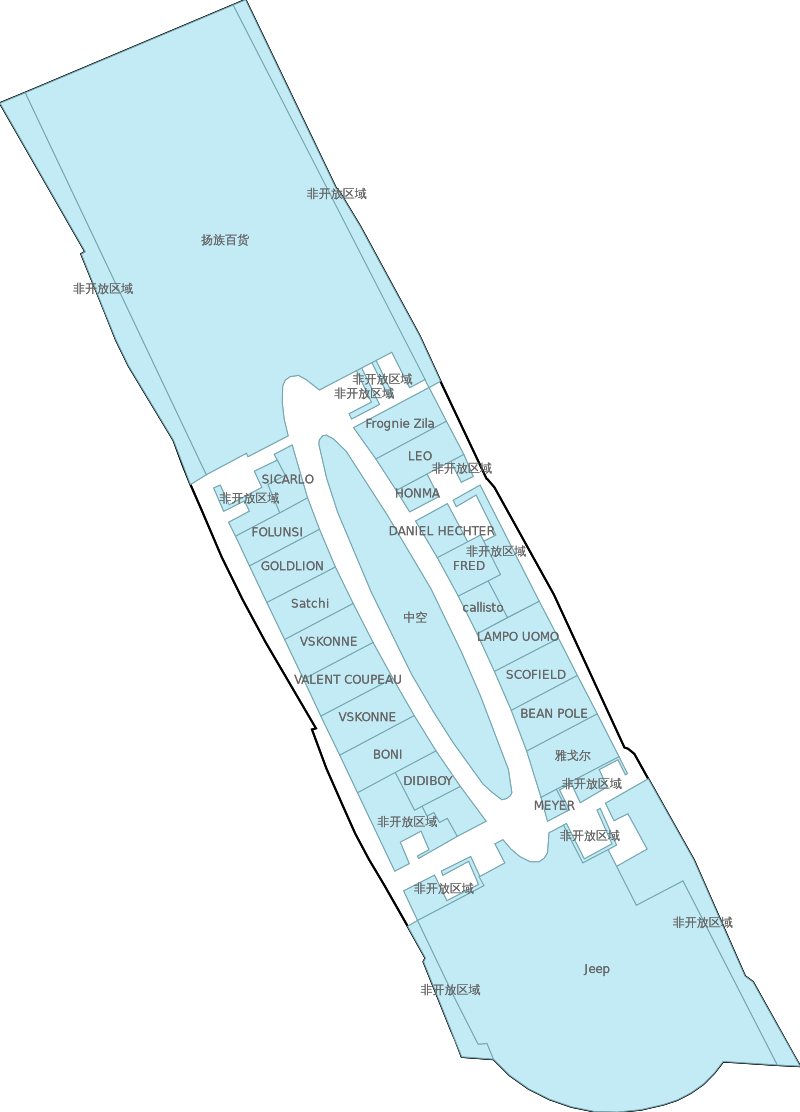 非开放区域
扬族百货
非开放区域
非开放区域
非开放区域
Frognie Zila
LEO
非开放区域
SICARLO
HONMA
非开放区域
DANIEL HECHTER
FOLUNSI
非开放区域
GOLDLION
FRED
Satchi
callisto
中空
LAMPO UOMO
VSKONNE
SCOFIELD
VALENT COUPEAU
BEAN POLE
VSKONNE
BONI
雅戈尔
DIDIBOY
非开放区域
MEYER
非开放区域
非开放区域
非开放区域
非开放区域
Jeep
非开放区域